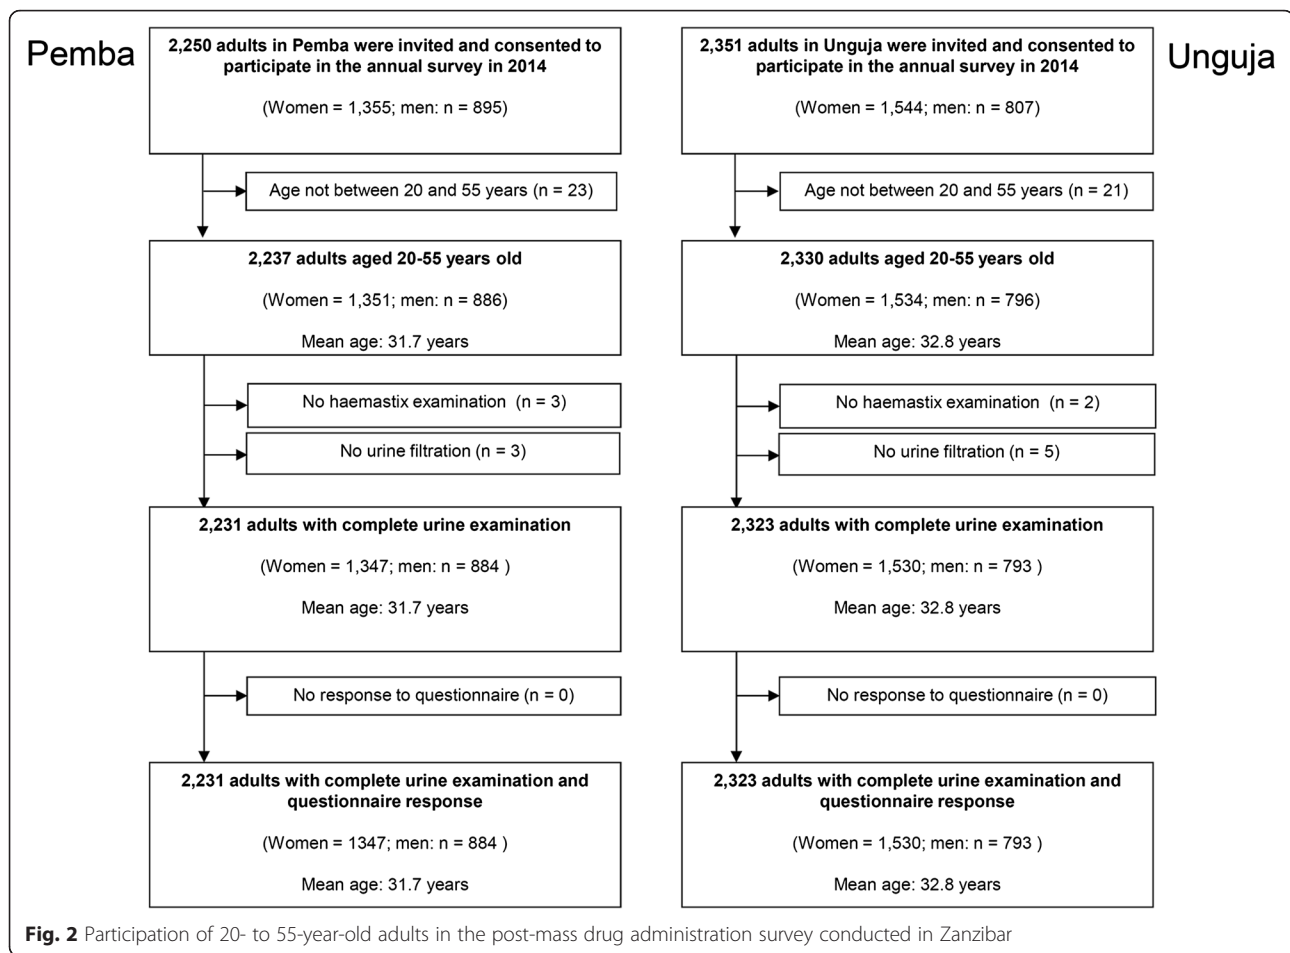 Pemba
2,250 adults in Pemba were invited and consented to
participate in the annual survey in 2014
(Women = 1,355; men: n = 895)
Age not between 20 and 55 years (n = 23)
2,237 adults aged 20-55 years old
(Women = 1,351; men: n = 886)
Mean age: 31.7 years
No haemastix examination (n = 3)
No urine filtration (n = 3)
2,231 adults with complete urine examination
(Women = 1,347; men: n = 884 )
Mean age: 31.7 years
No response to questionnaire (n = 0)
2,231 adults with complete urine examination and
questionnaire response
(Women = 1347; men: n = 884 )
Mean age: 31.7 years
Unguja
2,351 adults in Unguja were invited and consented to
participate in the annual survey in 2014
(Women = 1,544; men: n = 807)
Age not between 20 and 55 years (n = 21)
2,330 adults aged 20-55 years old
(Women = 1,534; men: n = 796)
Mean age: 32.8 years
No haemastix examination (n = 2)
No urine filtration (n = 5)
2,323 adults with complete urine examination
(Women = 1,530; men: n = 793 )
Mean age: 32.8 years
No response to questionnaire (n = 0)
2,323 adults with complete urine examination and
questionnaire response
(Women = 1,530; men: n = 793 )
Mean age: 32.8 years
Fig. 2 Participation of 20- to 55-year-old adults in the post-mass drug administration survey conducted in Zanzibar